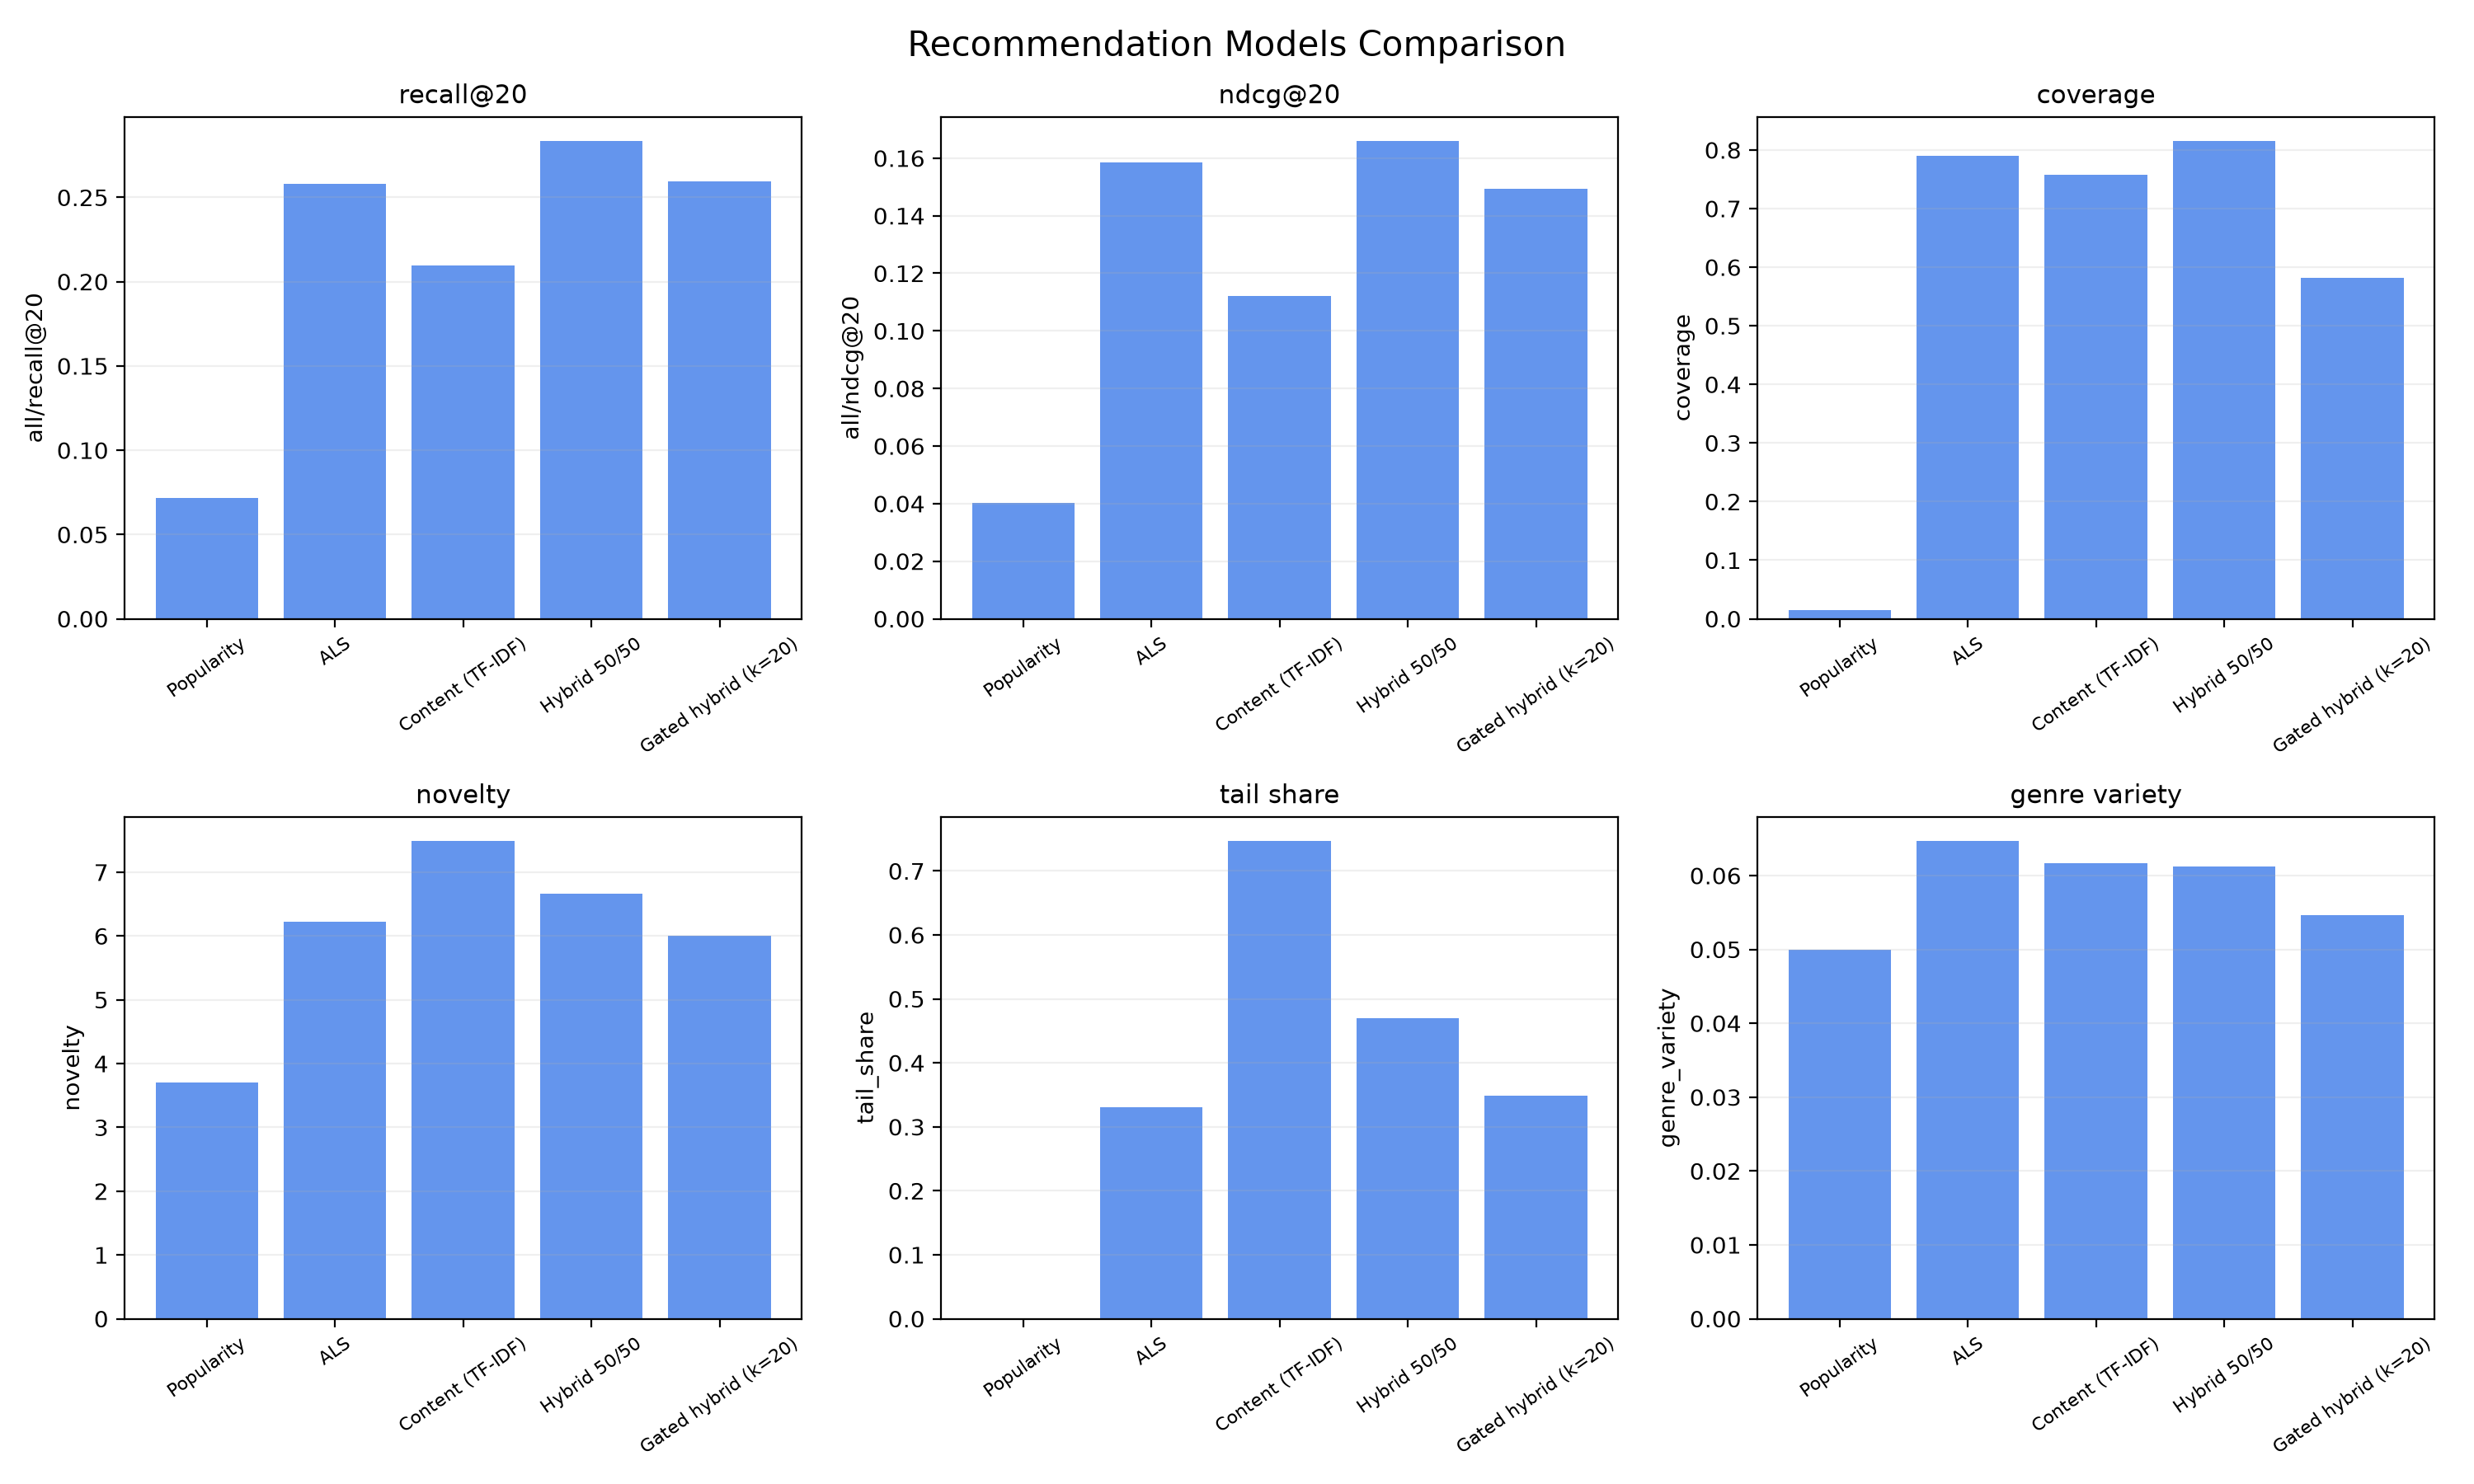 Recommendation Models Comparison
recall@20
all/recall@20
0.25
0.20
0.15
0.10
0.05
0.00
Popularity
ALS
Content (TF-IDF)
Hybrid 50/50
Gated hybrid (k=20)
ndcg@20
all/ndcg@20
0.16
0.14
0.12
0.10
0.08
0.06
0.04
0.02
0.00
Popularity
ALS
Content (TF-IDF)
Hybrid 50/50
Gated hybrid (k=20)
coverage
coverage
0.8
0.7
0.6
0.5
0.4
0.3
0.2
0.1
0.0
Popularity
ALS
Content (TF-IDF)
Hybrid 50/50
Gated hybrid (k=20)
novelty
novelty
7
6
5
4
3
2
1
0
Popularity
ALS
Content (TF-IDF)
Hybrid 50/50
Gated hybrid (k=20)
tail share
tail_share
0.7
0.6
0.5
0.4
0.3
0.2
0.1
0.0
Popularity
ALS
Content (TF-IDF)
Hybrid 50/50
Gated hybrid (k=20)
genre variety
genre_variety
0.06
0.05
0.04
0.03
0.02
0.01
0.00
Popularity
ALS
Content (TF-IDF)
Hybrid 50/50
Gated hybrid (k=20)